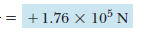 = +1.76 × 10⁵ N